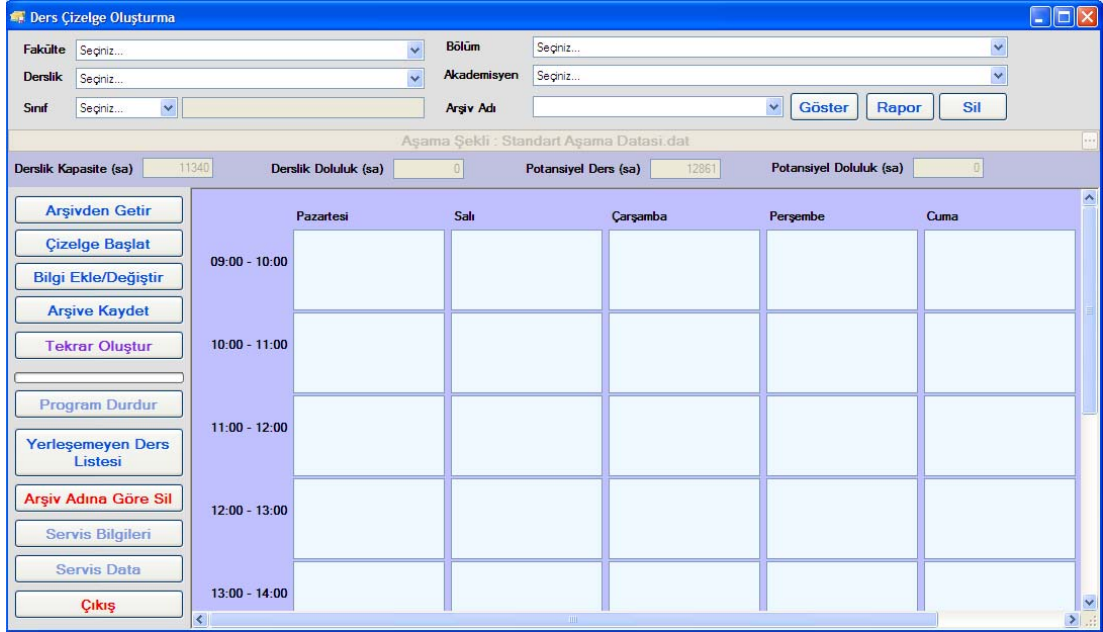 Ders Çizelge Oluşturma
Fakülte Seçiniz... Bölüm Seçiniz...
Derslik Seçiniz... Akademisyen Seçiniz...
Sınıf Seçiniz... Arşiv Adı Göster Rapor Sil
Aşama Şekli : Standart Aşama Datasi.dat ...
Derslik Kapasite (sa) 11340 Derslik Doluluk (sa) 0 Potansiyel Ders (sa) 12861 Potansiyel Doluluk (sa) 0
Arşivden Getir
Çizelge Başlat
Bilgi Ekle/Değiştir
Arşive Kaydet
Tekrar Oluştur
Program Durdur
Yerleşemeyen Ders
Listesi
Arşiv Adına Göre Sil
Servis Bilgileri
Servis Data
Çıkış
Pazartesi Salı Çarşamba Perşembe Cuma
09:00 - 10:00
10:00 - 11:00
11:00 - 12:00
12:00 - 13:00
13:00 - 14:00